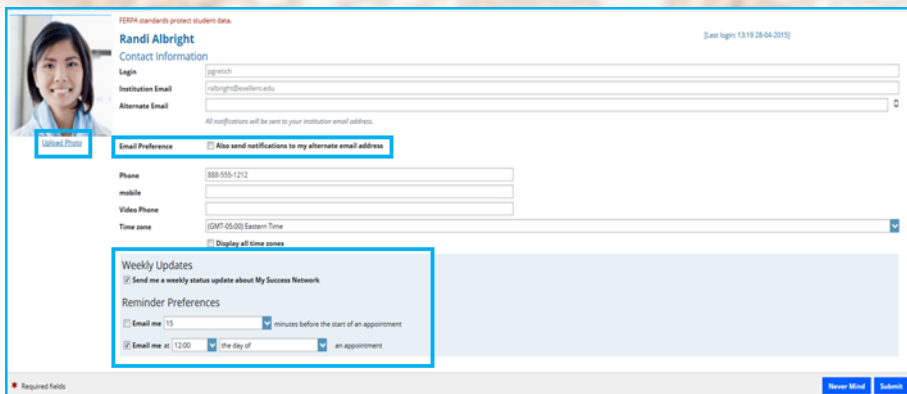 FERPA standards protect student data.
Randi Albright
[Last login: 13:19 28-04-2015]
Contact Information
Login pgretich
Institution Email ralbright@exellent.edu
Alternate Email
All notifications will be sent to your institution email address.
Upload Photo
Email Preference Also send notifications to my alternate email address
Phone 888-555-1212
mobile
Video Phone
Time zone (GMT-05:00) Eastern Time
Display all time zones
Weekly Updates
Send me a weekly status update about My Success Network
Reminder Preferences
Email me 15 minutes before the start of an appointment
Email me at 12:00 the day of an appointment
* Required fields
Never Mind Submit